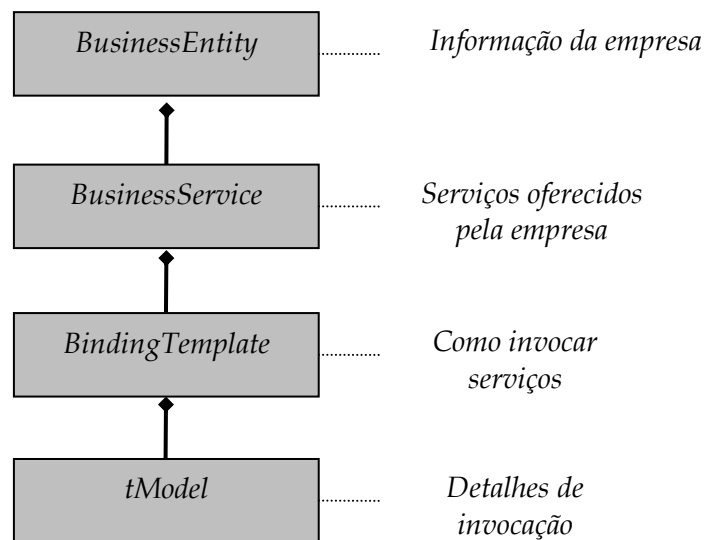 BusinessEntity
Informação da empresa
BusinessService
Serviços oferecidos
pela empresa
BindingTemplate
Como invocar
serviços
tModel
Detalhes de
invocação